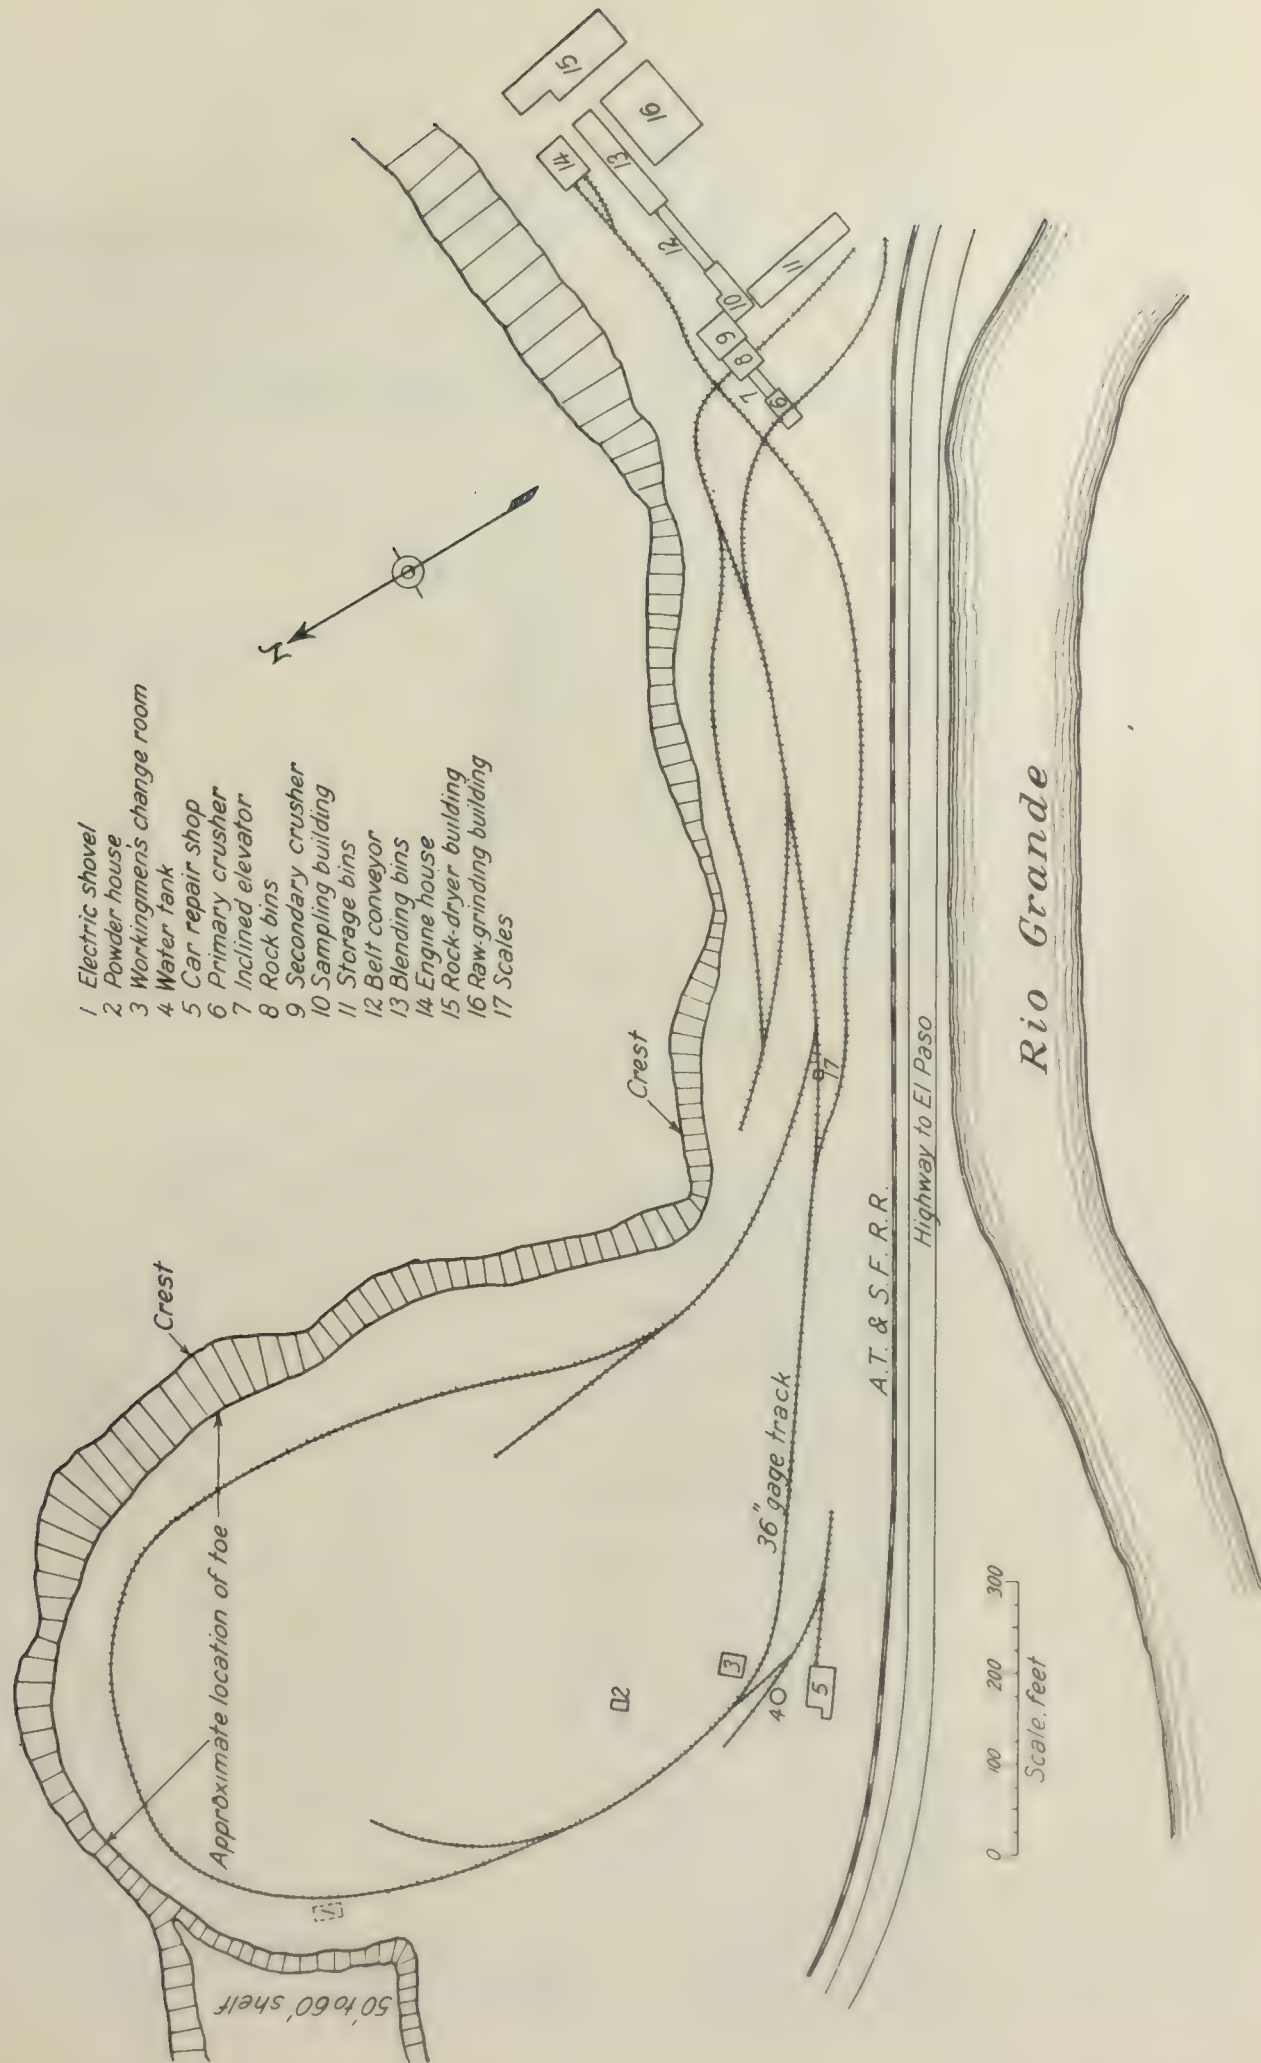 1 Electric shovel
2 Powder house
3 Workingmen's change room
4 Water tank
5 Car repair shop
6 Primary crusher
7 Inclined elevator
8 Rock bins
9 Secondary crusher
10 Sampling building
11 Storage bins
12 Belt conveyor
13 Blending bins
14 Engine house
15 Rock-dryer building
16 Raw-grinding building
17 Scales
N
Crest
Crest
Approximate location of toe
50' to 60' shelf
1
2
3
4
5
36" gage track
17
6
7
8
9
10
11
12
13
14
15
16
A.T. & S.F. R.R.
Highway to El Paso
Rio Grande
0 100 200 300
Scale, feet